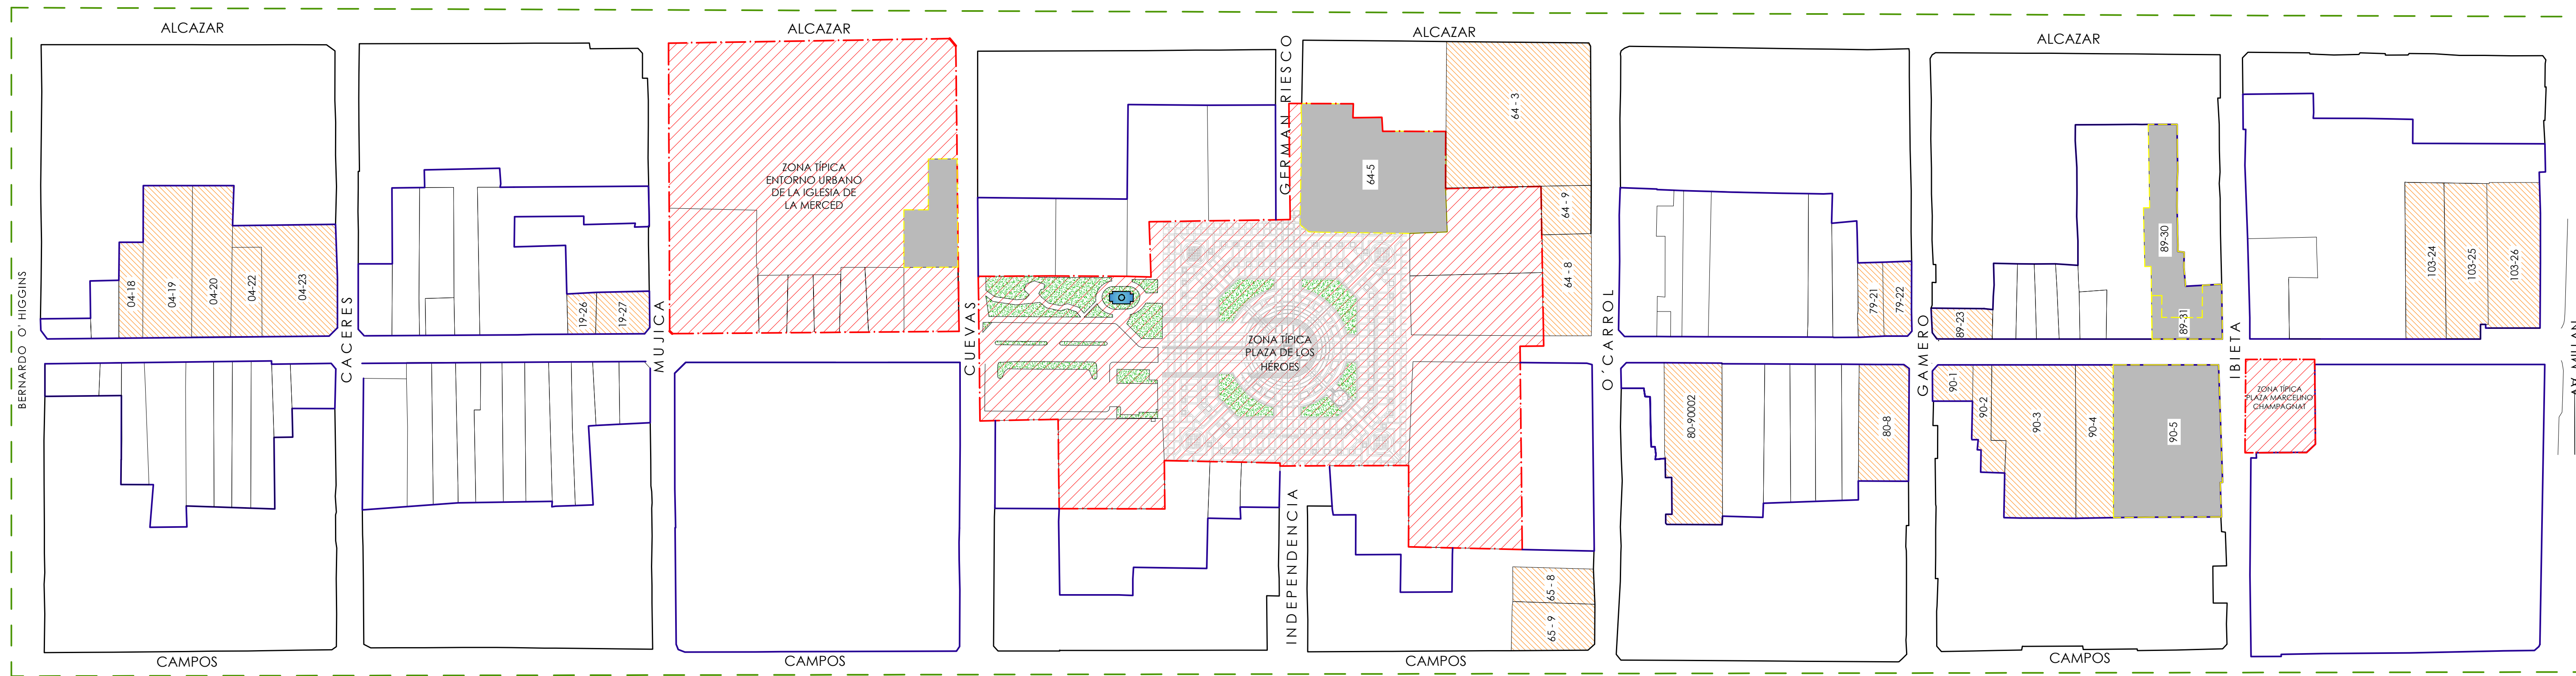 ALCAZAR
ALCAZAR
ALCAZAR
ALCAZAR
BERNARDO O' HIGGINS
CACERES
MUJICA
CUEVAS
GERMAN RIESCO
INDEPENDENCIA
O´CARROL
GAMERO
IBIETA
04-18
04-19
04-20
04-22
04-23
19-26
19-27
ZONA TÍPICA
ENTORNO URBANO
DE LA IGLESIA DE
LA MERCED
ZONA TÍPICA
PLAZA DE LOS
HÉROES
64-5
64 - 3
64 - 9
64 - 8
65 - 8
65 - 9
79-21
79-22
80-90002
80-8
89-23
89-30
89-31
90-1
90-2
90-3
90-4
90-5
103-24
103-25
103-26
ZONA TÍPICA
PLAZA MARCELINO
CHAMPAGNAT
CAMPOS
CAMPOS
CAMPOS
CAMPOS